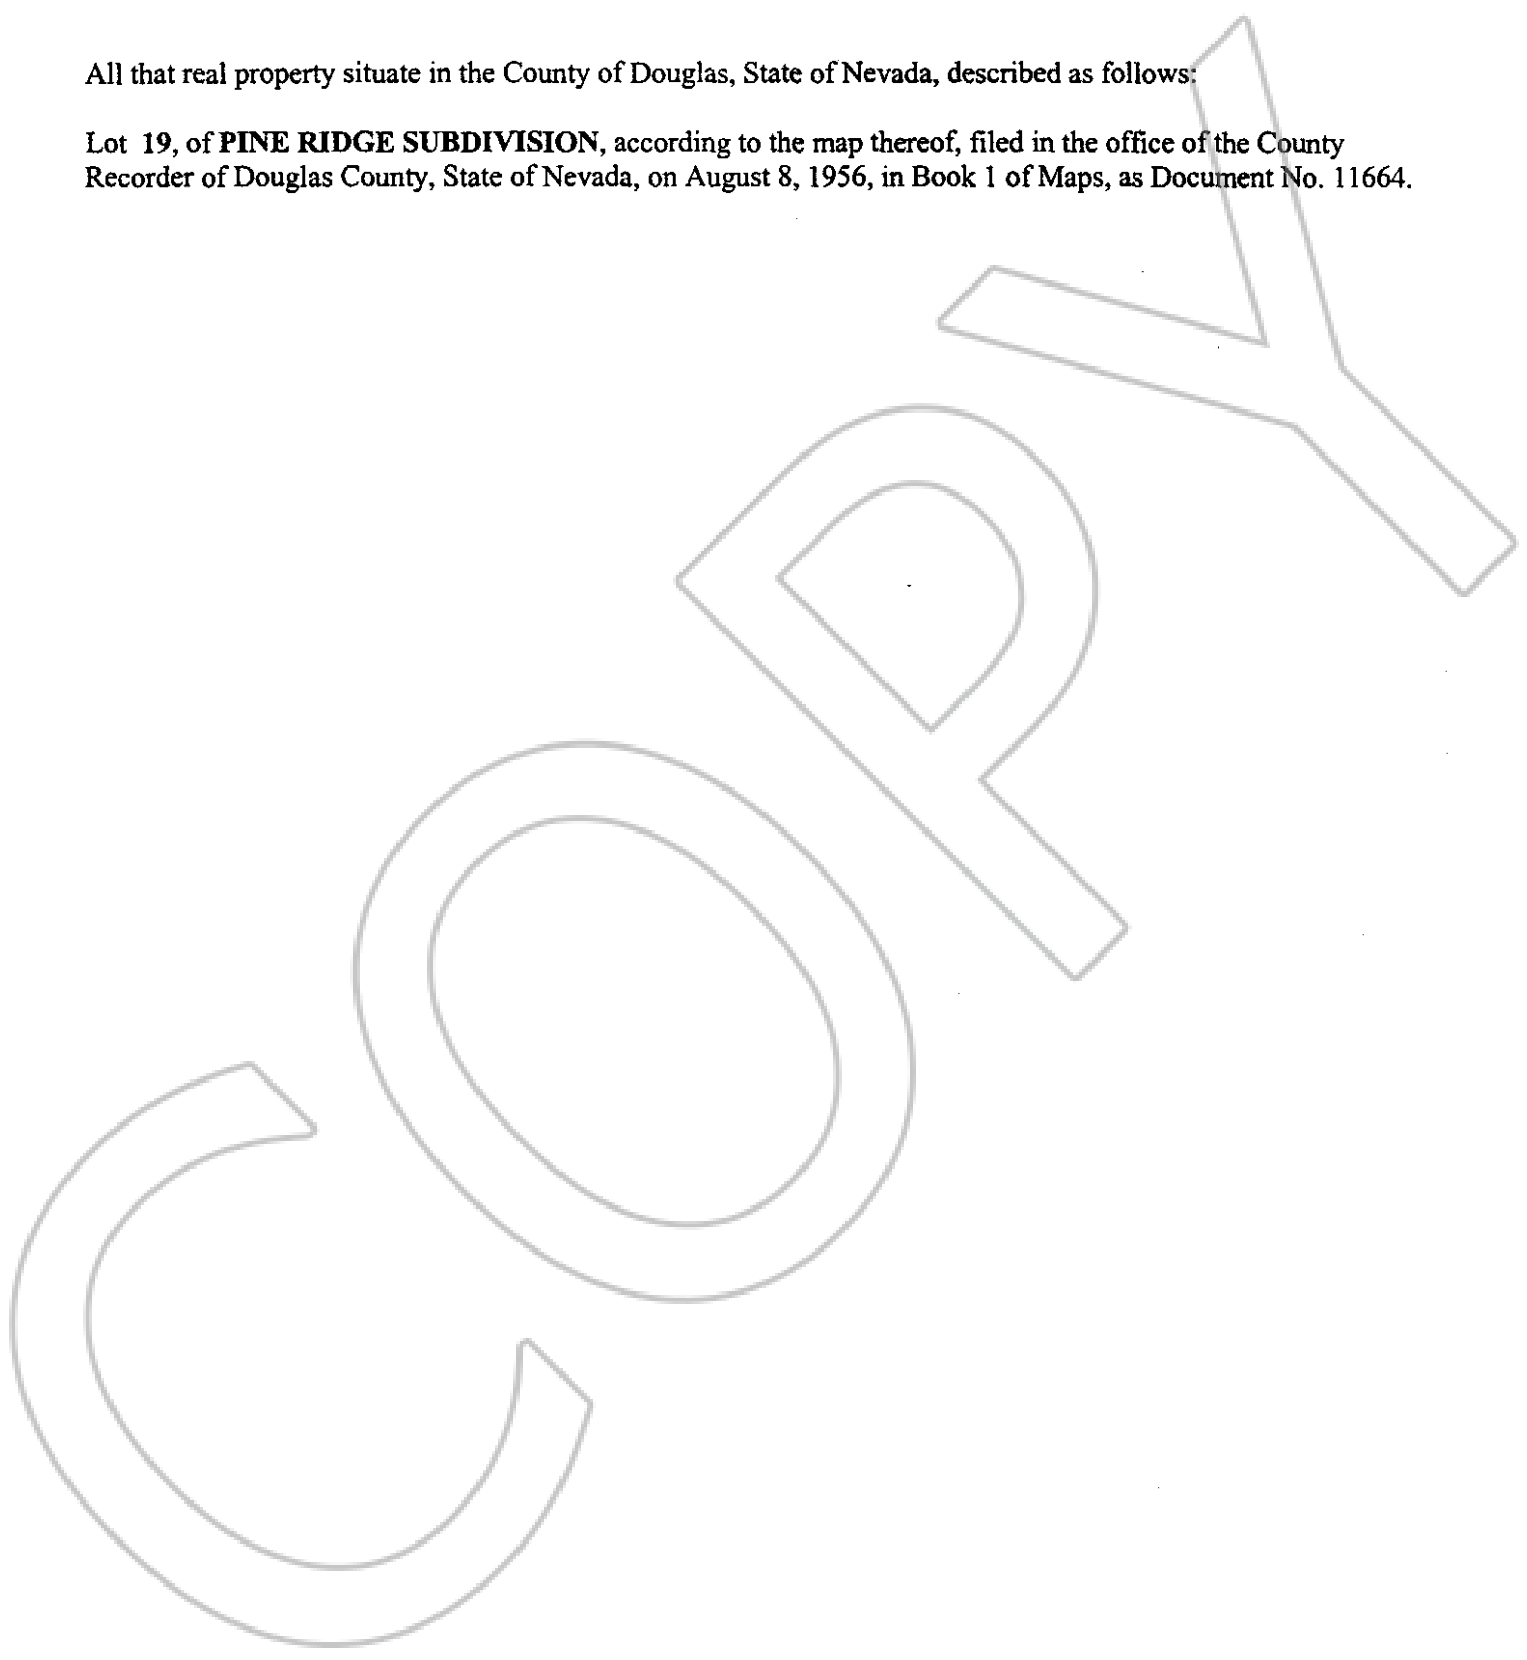 All that real property situate in the County of Douglas, State of Nevada, described as follows:
Lot 19, of PINE RIDGE SUBDIVISION, according to the map thereof, filed in the office of the County
Recorder of Douglas County, State of Nevada, on August 8, 1956, in Book 1 of Maps, as Document No. 11664.
COPY